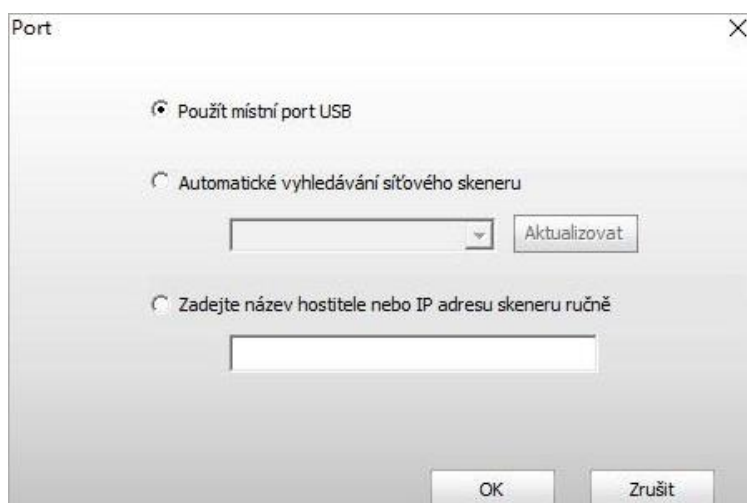 Port
Použít místní port USB
Automatické vyhledávání síťového skeneru
Aktualizovat
Zadejte název hostitele nebo IP adresu skeneru ručně
OK
Zrušit